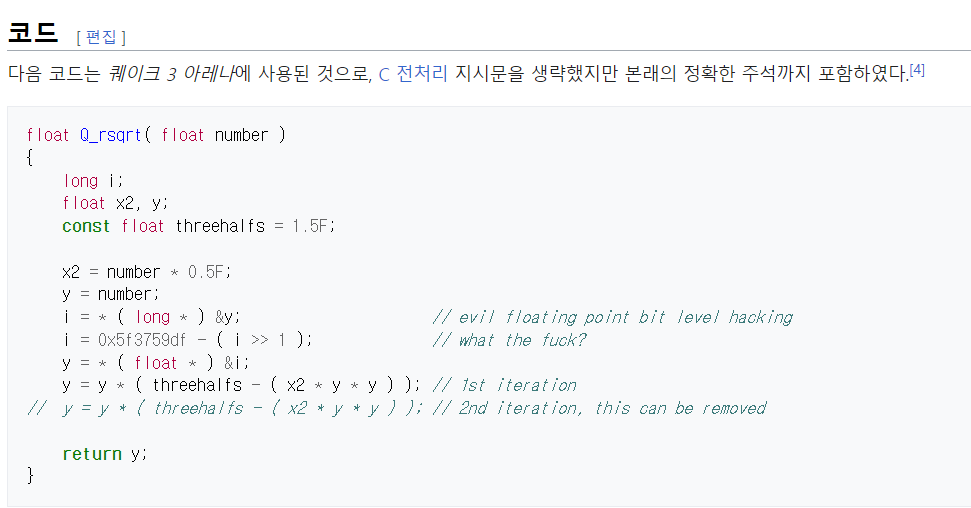 코드 [ 편집 ]
다음 코드는 퀘이크 3 아레나에 사용된 것으로, C 전처리 지시문을 생략했지만 본래의 정확한 주석까지 포함하였다.[4]
float Q_rsqrt( float number )
{
    long i;
    float x2, y;
    const float threehalfs = 1.5F;

    x2 = number * 0.5F;
    y = number;
    i = * ( long * ) &y;                       // evil floating point bit level hacking
    i = 0x5f3759df - ( i >> 1 );               // what the fuck?
    y = * ( float * ) &i;
    y = y * ( threehalfs - ( x2 * y * y ) ); // 1st iteration
//  y = y * ( threehalfs - ( x2 * y * y ) ); // 2nd iteration, this can be removed

    return y;
}